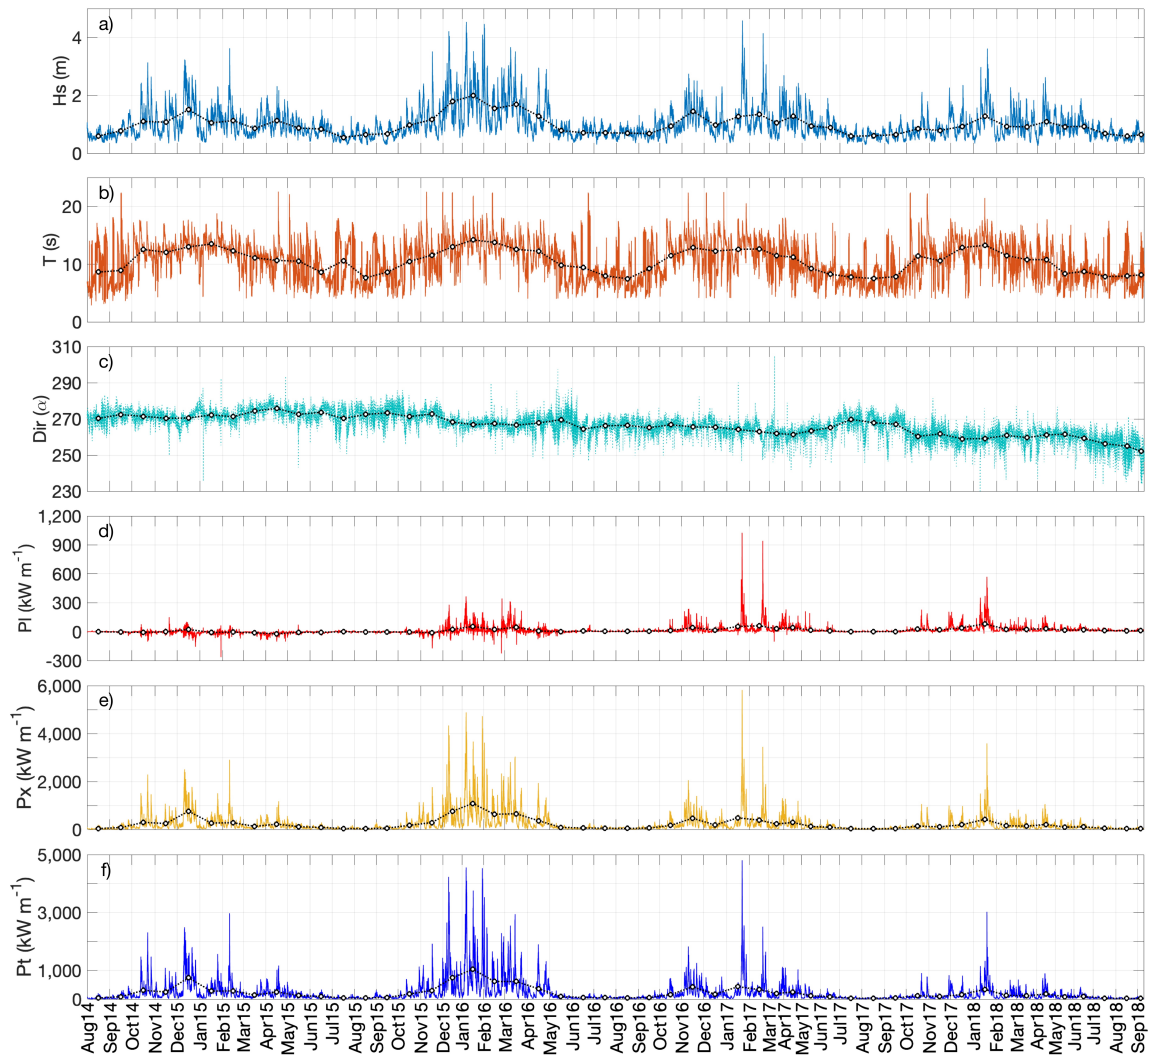 a)
Hs (m)
4
2
0
b)
T (s)
20
10
0
c)
Dir (α)
310
290
270
250
230
d)
Pl (kW m⁻¹)
1,200
900
600
300
0
-300
e)
Px (kW m⁻¹)
6,000
4,000
2,000
0
f)
Pt (kW m⁻¹)
5,000
3,000
1,000
0
Aug14
Sep14
Oct14
Nov14
Dec15
Jan15
Feb15
Mar15
Apr15
May15
Jun15
Jul15
Aug15
Sep15
Oct15
Nov15
Dec15
Jan16
Feb16
Mar16
Apr16
May16
Jun16
Jul16
Aug16
Sep16
Oct16
Nov16
Dec16
Jan17
Feb17
Mar17
Apr17
May17
Jun17
Jul17
Aug17
Sep17
Oct17
Nov17
Dec17
Jan18
Feb18
Mar18
Apr18
May18
Jun18
Jul18
Aug18
Sep18